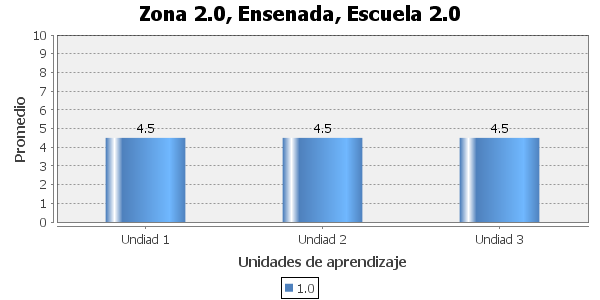 Zona 2.0, Ensenada, Escuela 2.0
Promedio
10
9
8
7
6
5
4
3
2
1
0
4.5 4.5 4.5
Undiad 1 Undiad 2 Undiad 3
Unidades de aprendizaje
1.0